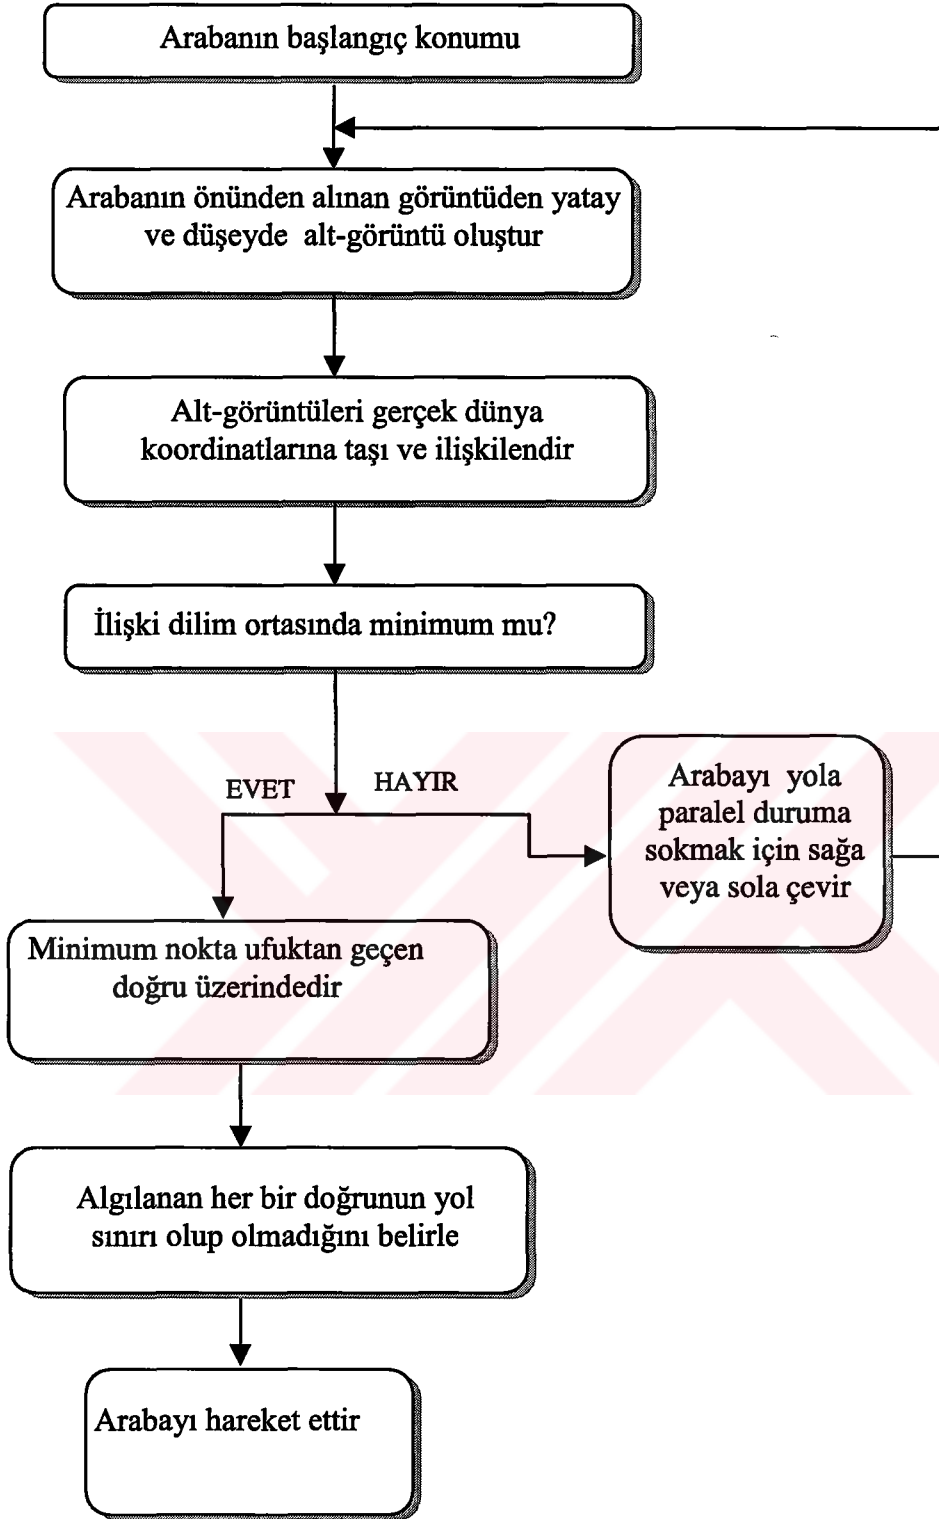 Arabanın başlangıç konumu
Arabanın önünden alınan görüntüden yatay
ve düşeyde alt-görüntü oluştur
Alt-görüntüleri gerçek dünya
koordinatlarına taşı ve ilişkilendir
İlişki dilim ortasında minimum mu?
EVET
HAYIR
Arabayı yola
paralel duruma
sokmak için sağa
veya sola çevir
Minimum nokta ufuktan geçen
doğru üzerindedir
Algılanan her bir doğrunun yol
sınırı olup olmadığını belirle
Arabayı hareket ettir